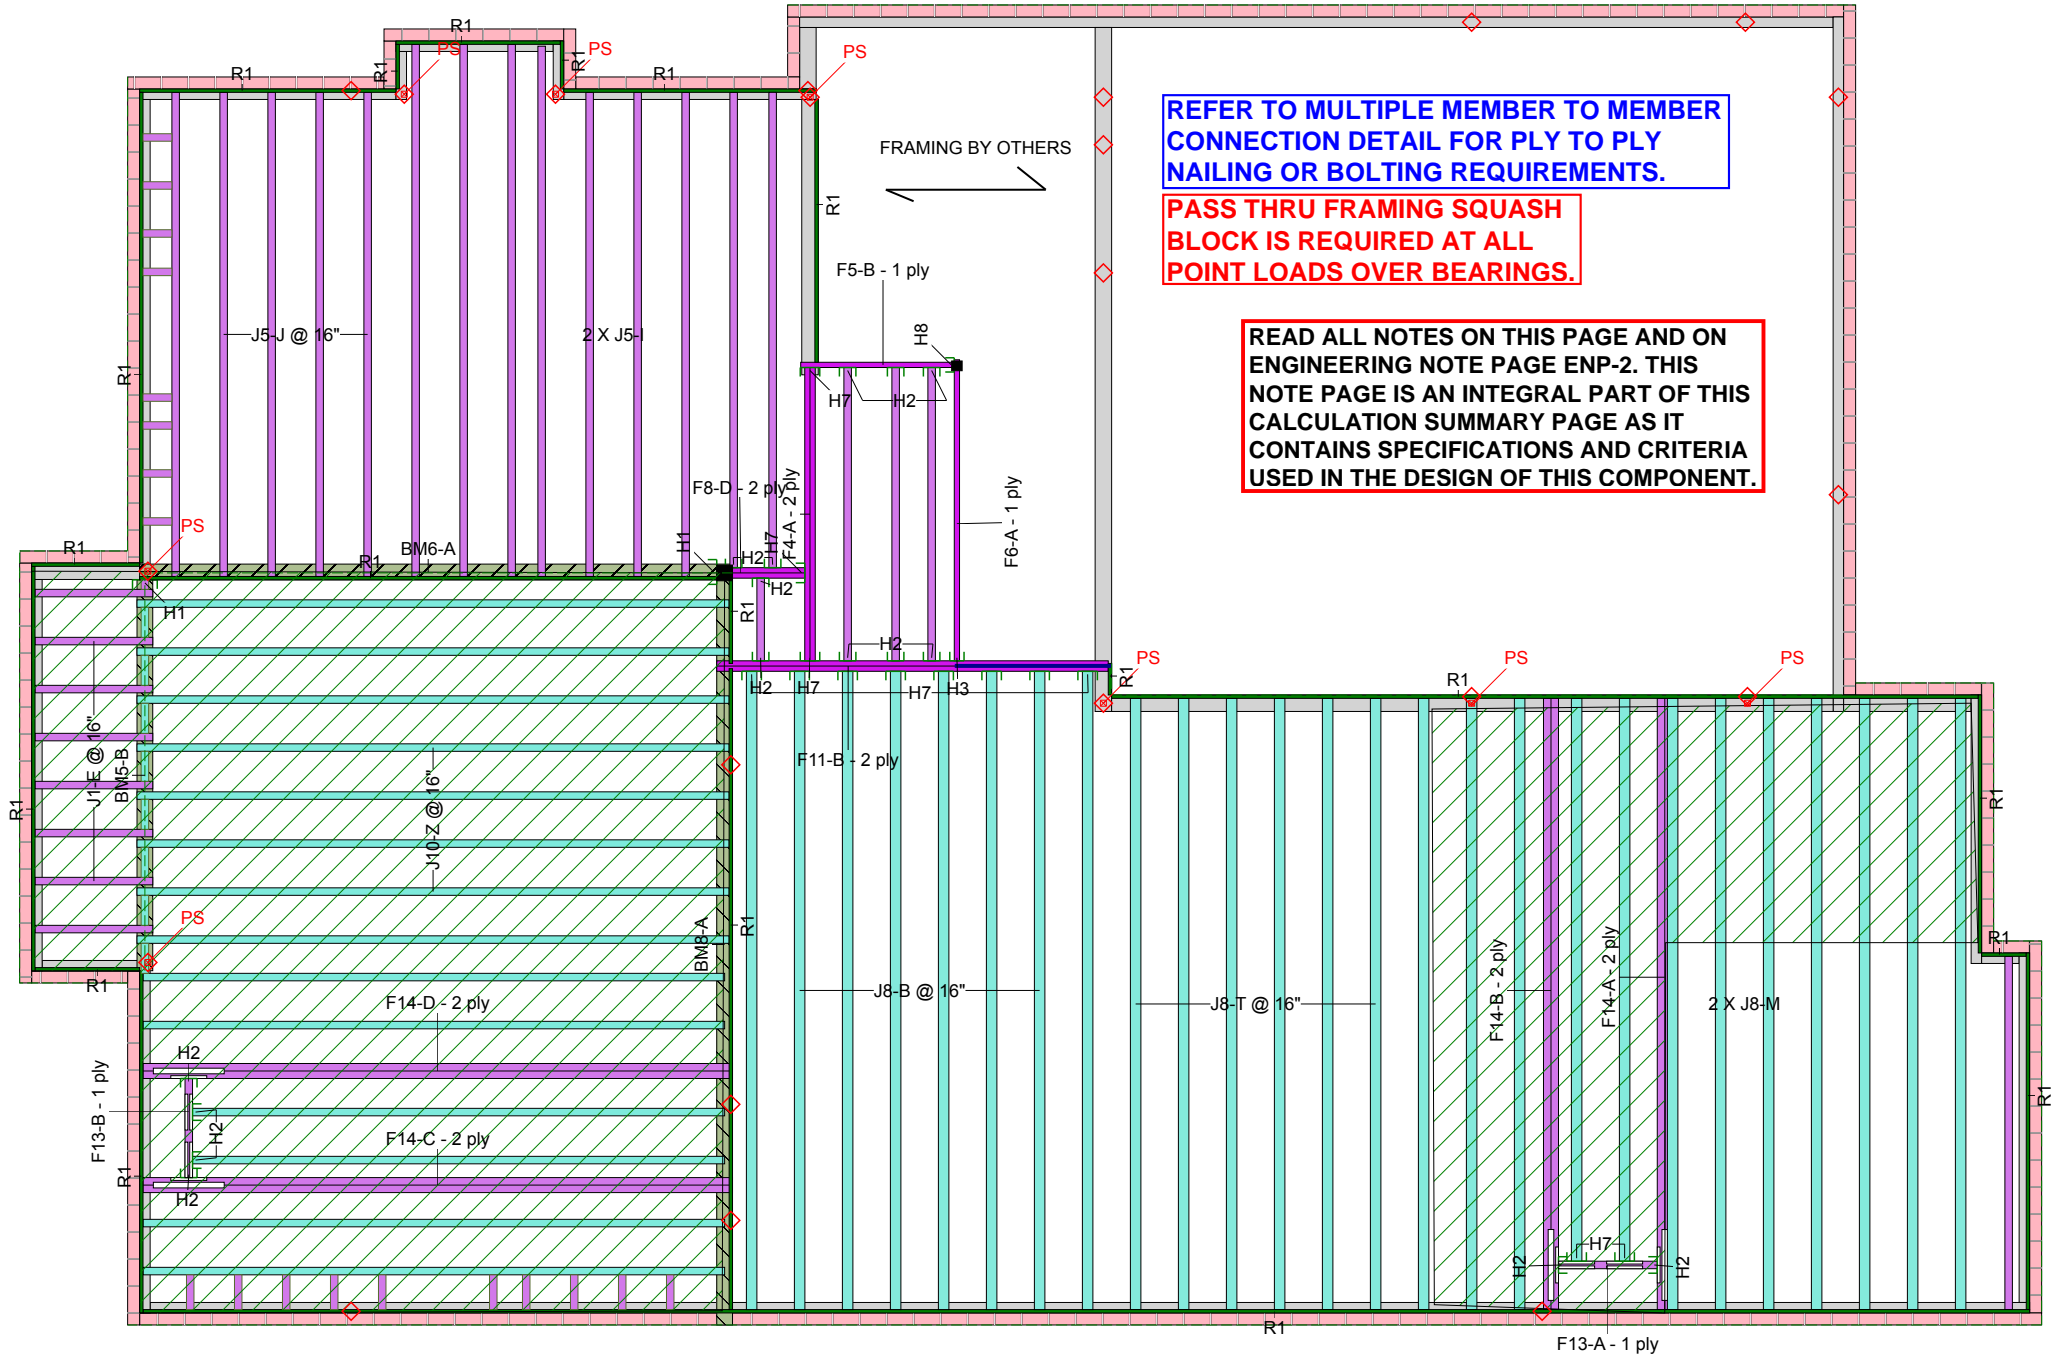 R1
PS
PS
R1
R1
R1
R1
PS
REFER TO MULTIPLE MEMBER TO MEMBER
CONNECTION DETAIL FOR PLY TO PLY
NAILING OR BOLTING REQUIREMENTS.
FRAMING BY OTHERS
PASS THRU FRAMING SQUASH
BLOCK IS REQUIRED AT ALL
POINT LOADS OVER BEARINGS.
R1
F5-B - 1 ply
READ ALL NOTES ON THIS PAGE AND ON
ENGINEERING NOTE PAGE ENP-2. THIS
NOTE PAGE IS AN INTEGRAL PART OF THIS
CALCULATION SUMMARY PAGE AS IT
CONTAINS SPECIFICATIONS AND CRITERIA
USED IN THE DESIGN OF THIS COMPONENT.
J5-J @ 16"
2 X J5-I
H8
R1
H7
H2
F8-D - 2 ply
F4-A - 2 ply
F6-A - 1 ply
PS
R1
R1
BM6-A
H1
H2
H7
H2
H1
R1
H2
H2
H7
H7
H3
PS
R1
R1
PS
PS
J1-E @ 16"
BM5-B
J10-Z @ 16"
F11-B - 2 ply
R1
R1
PS
BM8-A
R1
R1
R1
F14-D - 2 ply
J8-B @ 16"
J8-T @ 16"
F14-B - 2 ply
F14-A - 2 ply
2 X J8-M
H2
F13-B - 1 ply
H2
F14-C - 2 ply
R1
R1
H2
H7
H2
H2
R1
F13-A - 1 ply